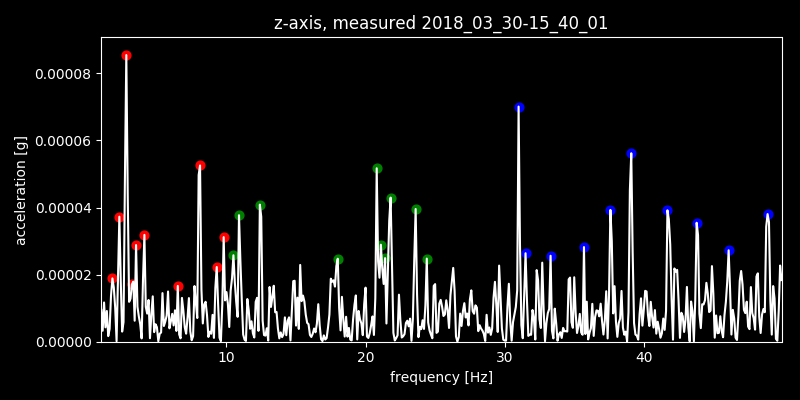 z-axis, measured 2018_03_30-15_40_01
acceleration [g]
0.00008
0.00006
0.00004
0.00002
0.00000
10 20 30 40
frequency [Hz]